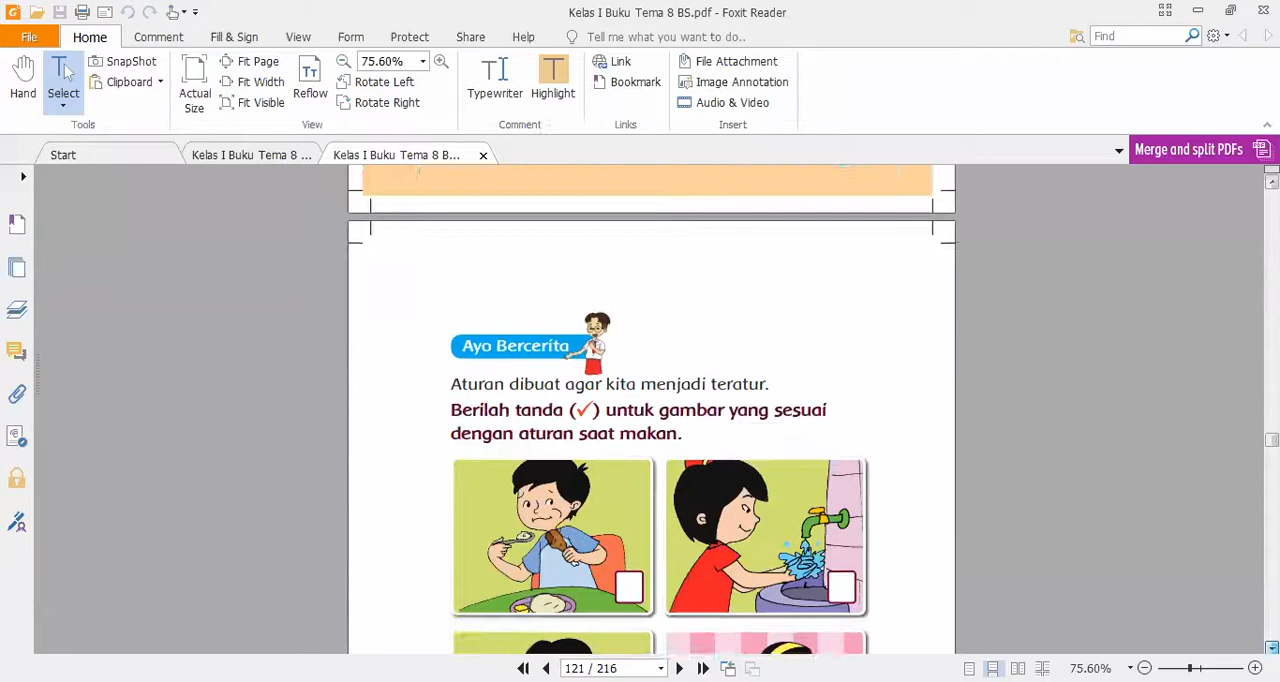 Kelas I Buku Tema 8 BS.pdf - Foxit Reader
File Home Comment Fill & Sign View Form Protect Share Help Tell me what you want to do.. Find
Hand
Select
SnapShot
Clipboard
Tools
Actual Size
Fit Page
Fit Width
Fit Visible
Reflow
75.60%
Rotate Left
Rotate Right
View
Typewriter
Highlight
Comment
Link
Bookmark
Links
File Attachment
Image Annotation
Audio & Video
Insert
Start Kelas I Buku Tema 8 ... Kelas I Buku Tema 8 B... Merge and split PDFs
Ayo Bercerita
Aturan dibuat agar kita menjadi teratur.
Berilah tanda (✓) untuk gambar yang sesuai
dengan aturan saat makan.
121 / 216 75.60%